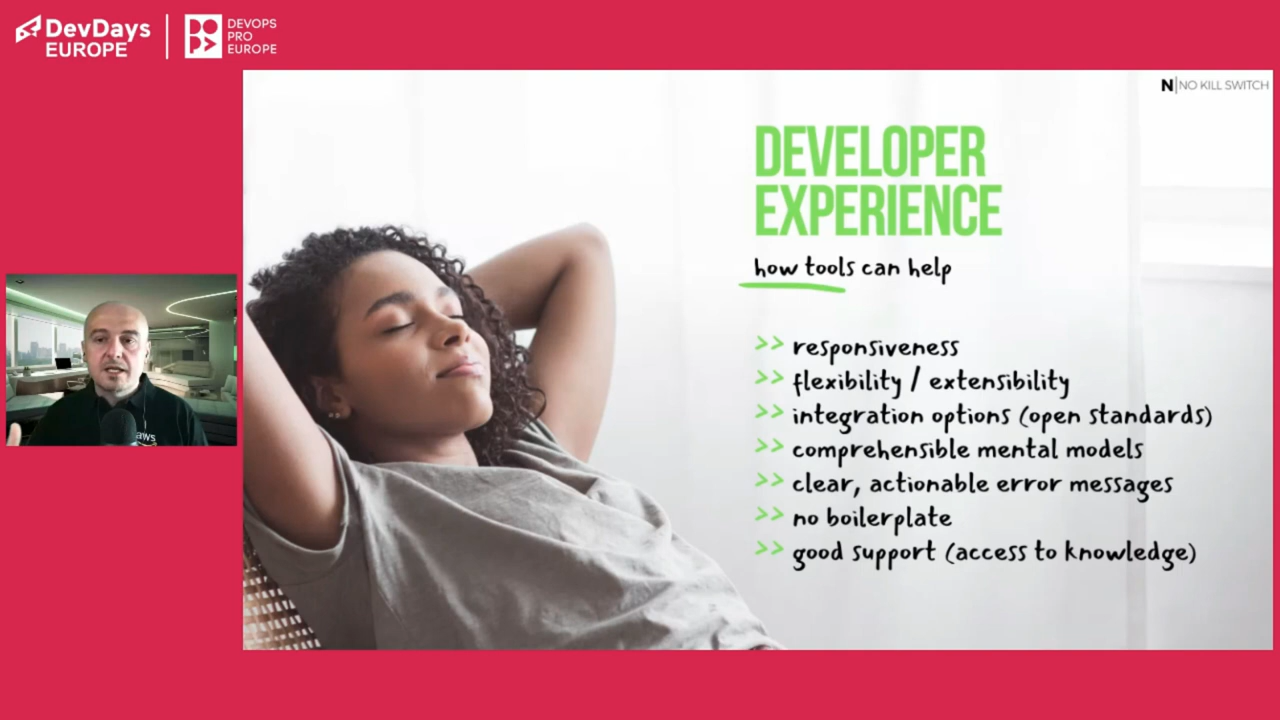 DevDays
EUROPE
DEVOPS
PRO
EUROPE
N|NO KILL SWITCH
DEVELOPER
EXPERIENCE
how tools can help
>> responsiveness
>> flexibility / extensibility
>> integration options (open standards)
>> comprehensible mental models
>> clear, actionable error messages
>> no boilerplate
>> good support (access to knowledge)
aws